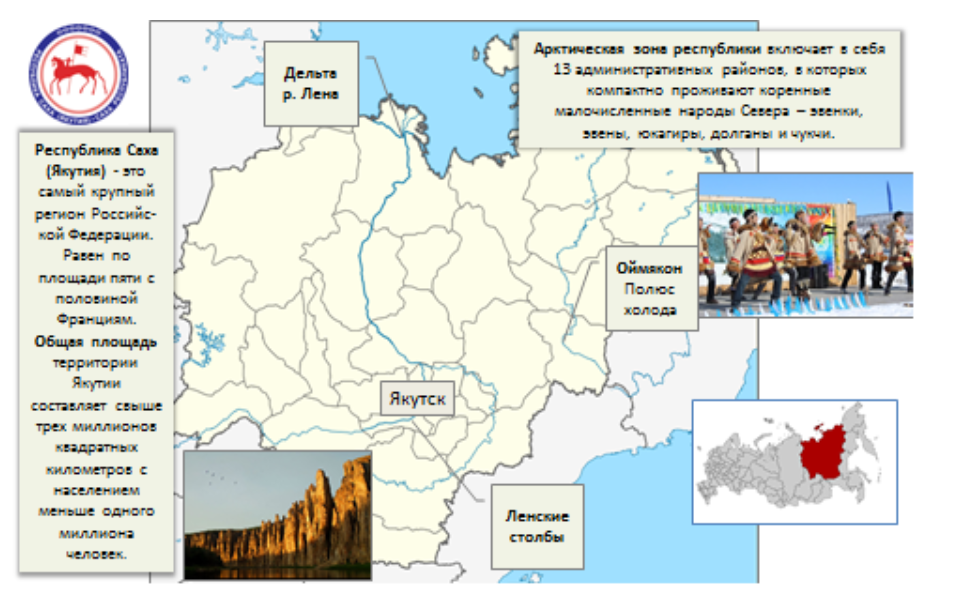 Республика Саха
(Якутия) - это
самый крупный
регион Российс-
кой Федерации.
Равен по
площади пяти с
половиной
Франциям.
Общая площадь
территории
Якутии
составляет свыше
трех миллионов
квадратных
километров с
населением
меньше одного
миллиона
человек.
Дельта
р. Лена
Арктическая зона республики включает в себя
13 административных районов, в которых
компактно проживают коренные
малочисленные народы Севера – эвенки,
эвены, юкагиры, долганы и чукчи.
Оймякон
Полюс
холода
Якутск
Ленские
столбы